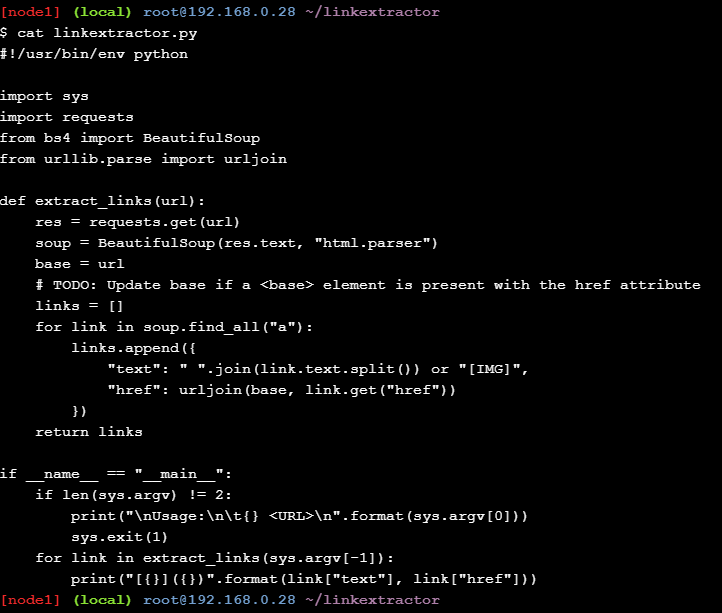 [node1] (local) root@192.168.0.28 ~/linkextractor
$ cat linkextractor.py
#!/usr/bin/env python

import sys
import requests
from bs4 import BeautifulSoup
from urllib.parse import urljoin

def extract_links(url):
    res = requests.get(url)
    soup = BeautifulSoup(res.text, "html.parser")
    base = url
    # TODO: Update base if a <base> element is present with the href attribute
    links = []
    for link in soup.find_all("a"):
        links.append({
            "text": " ".join(link.text.split()) or "[IMG]",
            "href": urljoin(base, link.get("href"))
        })
    return links

if __name__ == "__main__":
    if len(sys.argv) != 2:
        print("\nUsage:\n\t{} <URL>\n".format(sys.argv[0]))
        sys.exit(1)
    for link in extract_links(sys.argv[-1]):
        print("[{}]({})".format(link["text"], link["href"]))
[node1] (local) root@192.168.0.28 ~/linkextractor